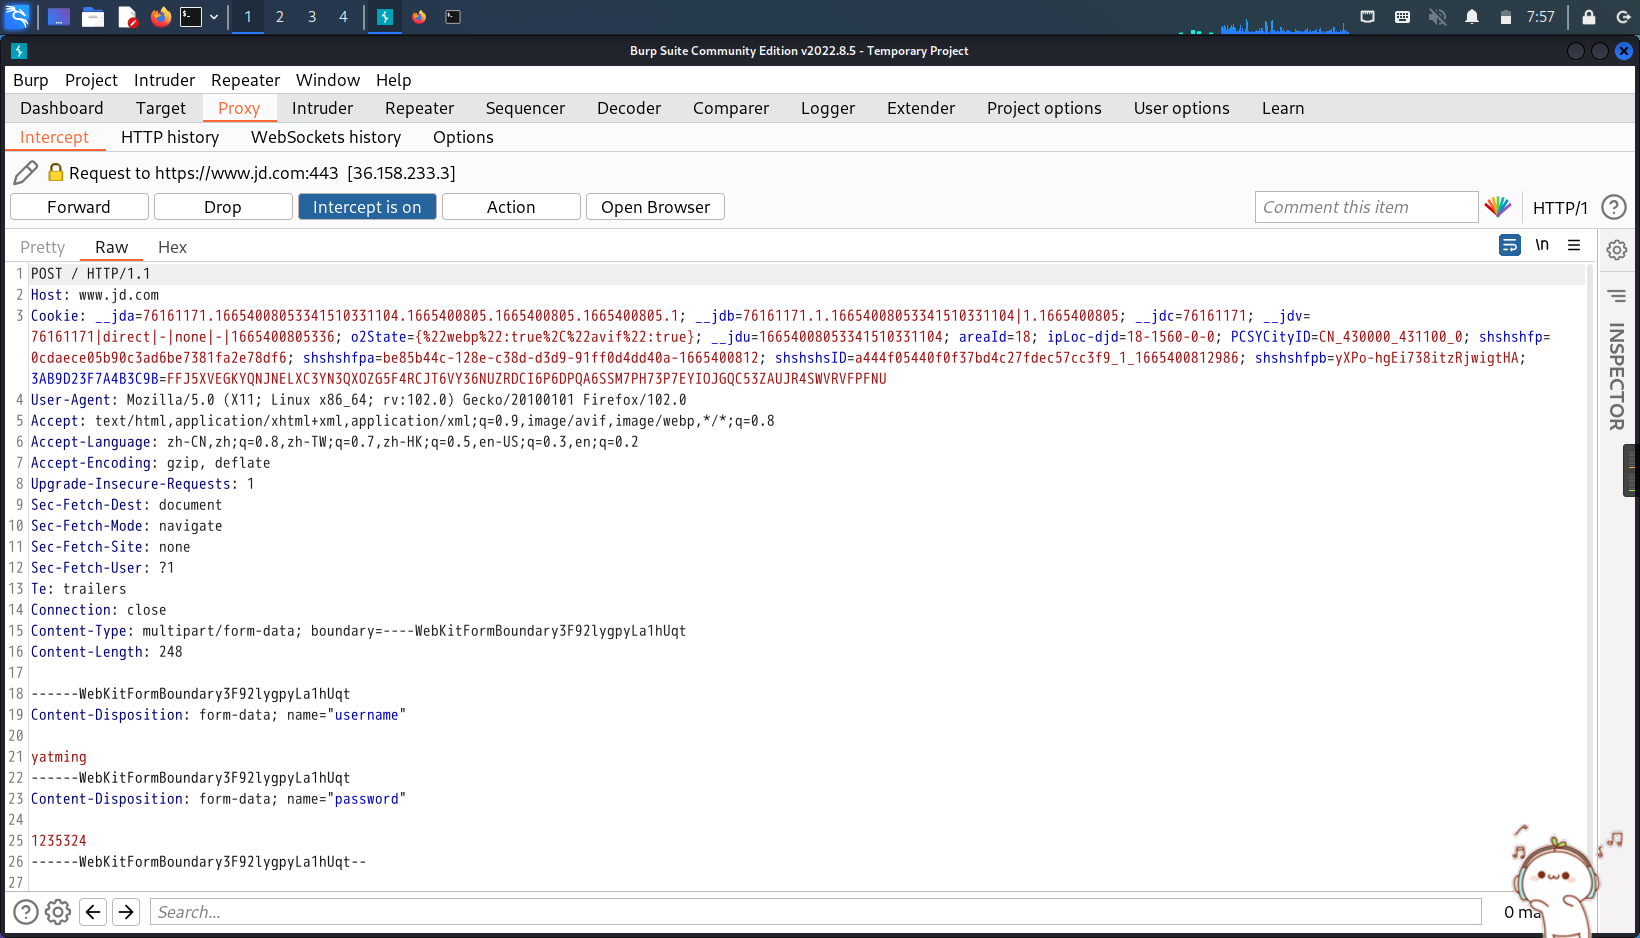 1 2 3 4 7:57
Burp Suite Community Edition v2022.8.5 - Temporary Project
Burp Project Intruder Repeater Window Help
Dashboard Target Proxy Intruder Repeater Sequencer Decoder Comparer Logger Extender Project options User options Learn
Intercept HTTP history WebSockets history Options
Request to https://www.jd.com:443 [36.158.233.3]
Forward Drop Intercept is on Action Open Browser Comment this item HTTP/1 ?
Pretty Raw Hex \n
1 POST / HTTP/1.1
2 Host: www.jd.com
3 Cookie: __jda=76161171.16654008053341510331104.1665400805.1665400805.1665400805.1; __jdb=76161171.1.16654008053341510331104|1.1665400805; __jdc=76161171; __jdv=
76161171|direct|-|none|-|1665400805336; o2State={%22webp%22:true%2C%22avif%22:true}; __jdu=16654008053341510331104; areaId=18; ipLoc-djd=18-1560-0-0; PCSYCityID=CN_430000_431100_0; shshshfp=
0cdaece05b90c3ad6be7381fa2e78df6; shshshfpa=be85b44c-128e-c38d-d3d9-91ff0d4dd40a-1665400812; shshshsID=a444f05440f0f37bd4c27fdec57cc3f9_1_1665400812986; shshshfpb=yXPo-hgEi738itzRjwigtHA;
3AB9D23F7A4B3C9B=FFJ5XVEGKYQNJNELXC3YN3QXOZG5F4RCJT6VY36NUZRDCI6P6DPQA6SSM7PH73P7EYIOJGQC53ZAUJR4SWVRVFPFNU
4 User-Agent: Mozilla/5.0 (X11; Linux x86_64; rv:102.0) Gecko/20100101 Firefox/102.0
5 Accept: text/html,application/xhtml+xml,application/xml;q=0.9,image/avif,image/webp,*/*;q=0.8
6 Accept-Language: zh-CN,zh;q=0.8,zh-TW;q=0.7,zh-HK;q=0.5,en-US;q=0.3,en;q=0.2
7 Accept-Encoding: gzip, deflate
8 Upgrade-Insecure-Requests: 1
9 Sec-Fetch-Dest: document
10 Sec-Fetch-Mode: navigate
11 Sec-Fetch-Site: none
12 Sec-Fetch-User: ?1
13 Te: trailers
14 Connection: close
15 Content-Type: multipart/form-data; boundary=----WebKitFormBoundary3F92lygpyLa1hUqt
16 Content-Length: 248
17
18 ------WebKitFormBoundary3F92lygpyLa1hUqt
19 Content-Disposition: form-data; name="username"
20
21 yatming
22 ------WebKitFormBoundary3F92lygpyLa1hUqt
23 Content-Disposition: form-data; name="password"
24
25 1235324
26 ------WebKitFormBoundary3F92lygpyLa1hUqt--
27
INSPECTOR
? Search... 0 ma